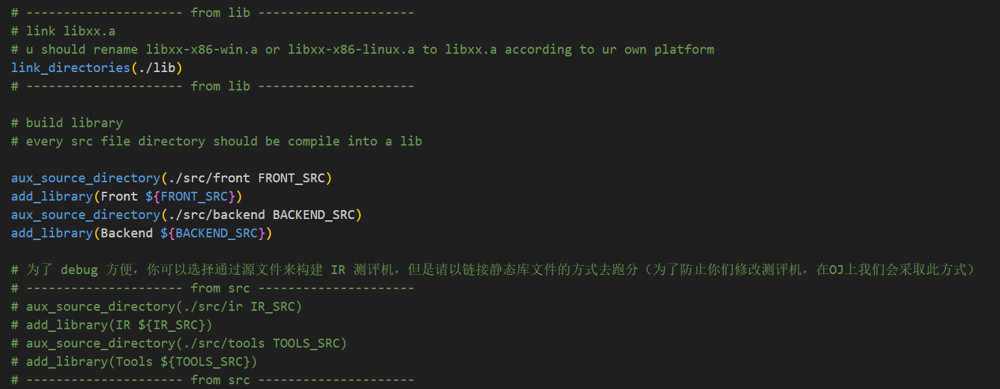 # --------------------- from lib ---------------------
# link libxx.a
# u should rename libxx-x86-win.a or libxx-x86-linux.a to libxx.a according to ur own platform
link_directories(./lib)
# --------------------- from lib ---------------------
# build library
# every src file directory should be compile into a lib
aux_source_directory(./src/front FRONT_SRC)
add_library(Front ${FRONT_SRC})
aux_source_directory(./src/backend BACKEND_SRC)
add_library(Backend ${BACKEND_SRC})
# 为了 debug 方便，你可以选择通过源文件来构建 IR 测评机，但是请以链接静态库文件的方式去跑分（为了防止你们修改测评机，在OJ上我们会采取此方式）
# --------------------- from src ---------------------
# aux_source_directory(./src/ir IR_SRC)
# add_library(IR ${IR_SRC})
# aux_source_directory(./src/tools TOOLS_SRC)
# add_library(Tools ${TOOLS_SRC})
# --------------------- from src ---------------------